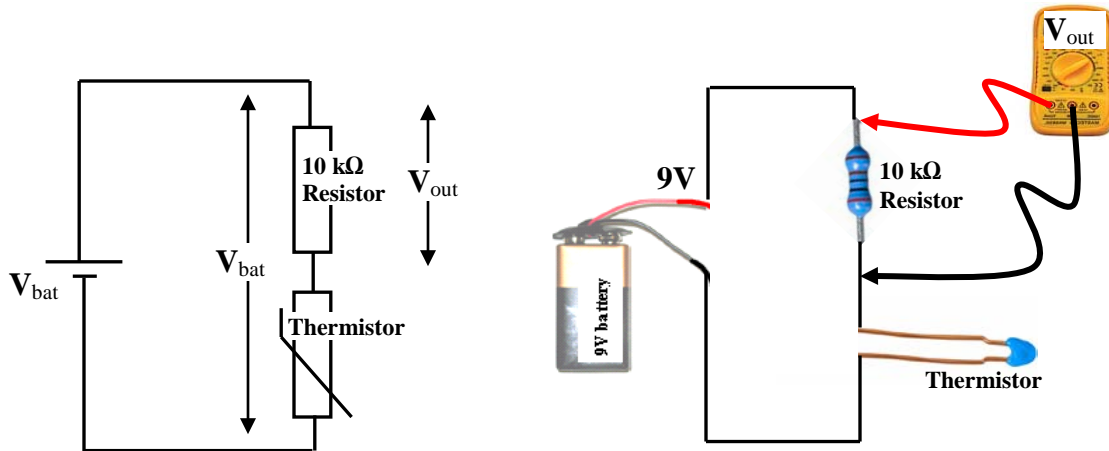 10 kΩ
Resistor
V out
V bat
V bat
Thermistor
9V
9V battery
10 kΩ
Resistor
V out
Thermistor